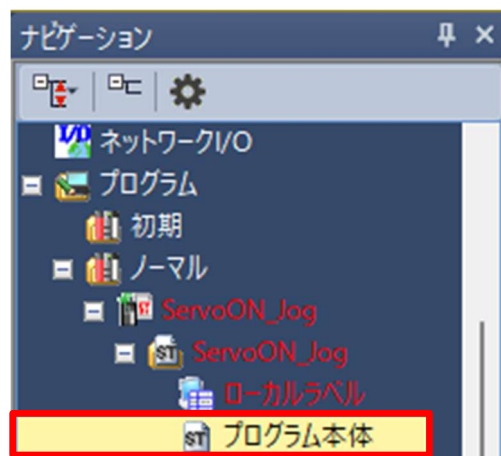 ナビゲーション
ネットワークI/O
プログラム
初期
ノーマル
ServoON_Jog
ServoON_Jog
ローカルラベル
プログラム本体